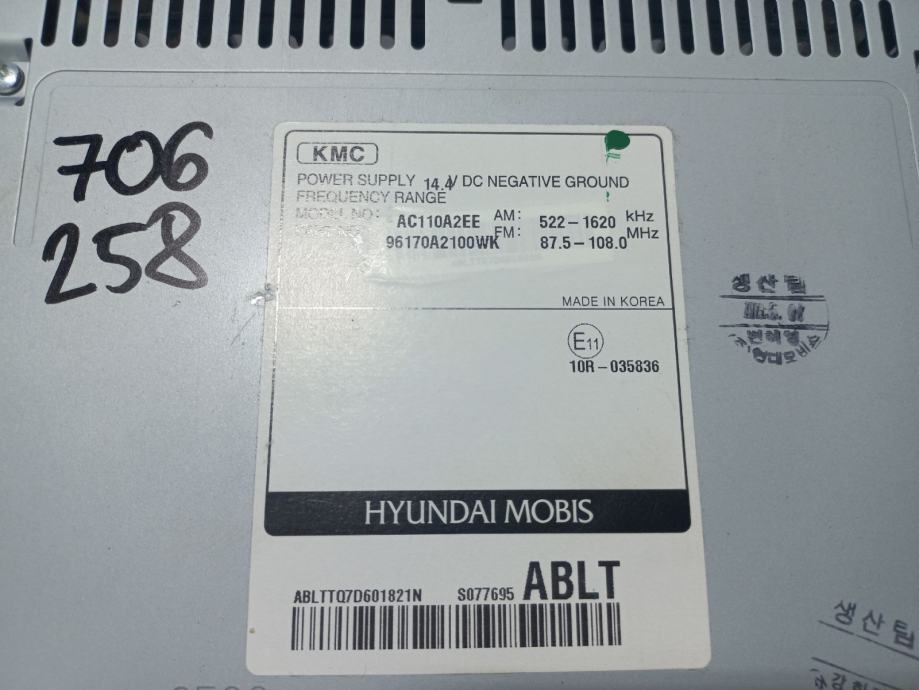 706
258
KMC
POWER SUPPLY 14.4V DC NEGATIVE GROUND
FREQUENCY RANGE
MODEL NO: AC110A2EE AM: 522-1620 kHz
96170A2100WK FM: 87.5-108.0 MHz
MADE IN KOREA
E11
10R-035836
HYUNDAI MOBIS
ABLTTQ7D601821N S077695 ABLT
생산팀
생산팀